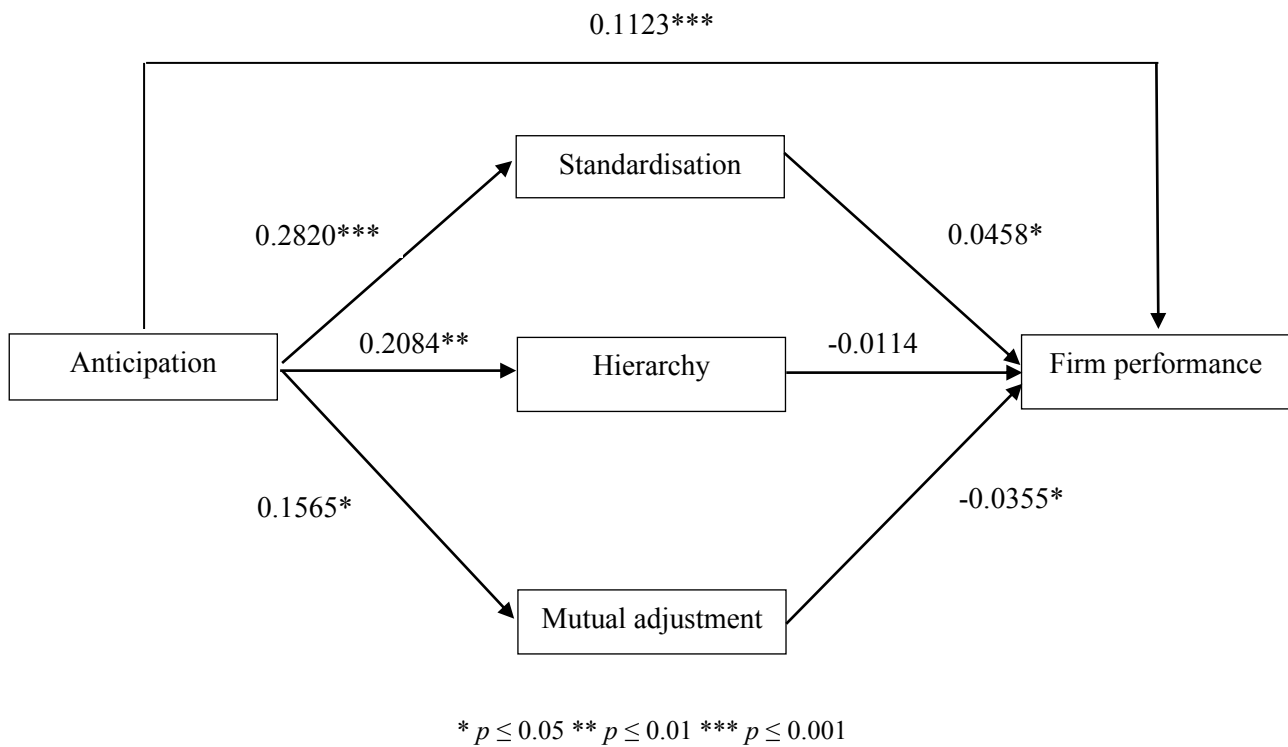 0.1123***
Standardisation
0.2820***
0.0458*
Anticipation
0.2084**
Hierarchy
-0.0114
Firm performance
0.1565*
-0.0355*
Mutual adjustment
* p ≤ 0.05 ** p ≤ 0.01 *** p ≤ 0.001